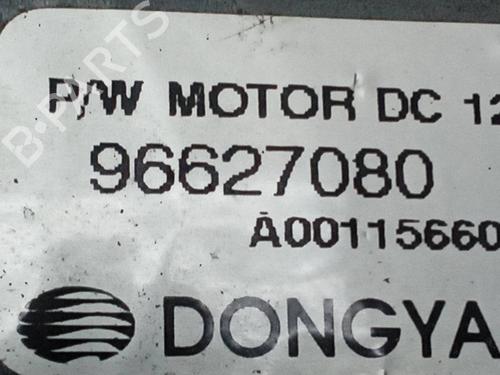 P/W MOTOR DC 12
96627080
A00115660
DONGYA
B-PARTS